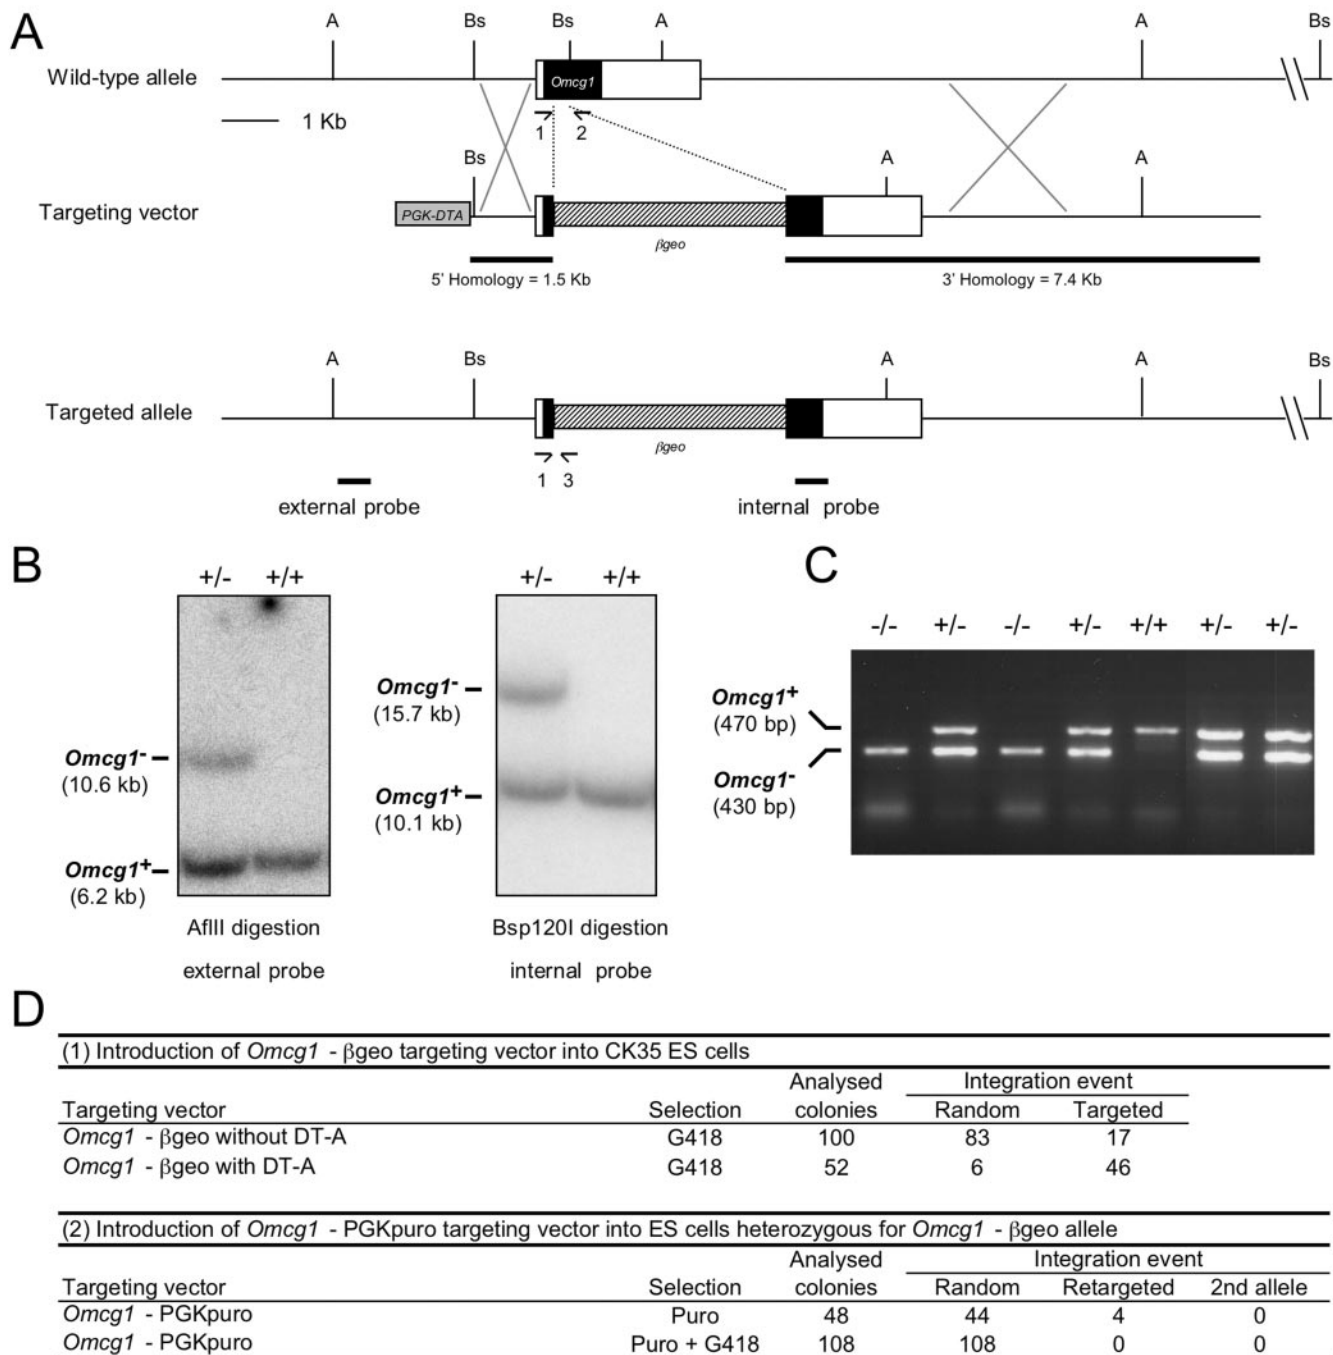 A
A Bs Bs A A Bs
Wild-type allele
Omcg1
1 Kb
1 2
Bs A A
Targeting vector
PGK-DTA
βgeo
5' Homology = 1.5 Kb 3' Homology = 7.4 Kb
A Bs A A Bs
Targeted allele
βgeo
1 3
external probe internal probe
B
+/- +/+
Omcg1-
(10.6 kb)
Omcg1+
(6.2 kb)
AflII digestion
external probe
+/- +/+
Omcg1-
(15.7 kb)
Omcg1+
(10.1 kb)
Bsp120I digestion
internal probe
C
-/- +/- -/- +/- +/+ +/- +/-
Omcg1+
(470 bp)
Omcg1-
(430 bp)
D
(1) Introduction of Omcg1 - βgeo targeting vector into CK35 ES cells
Analysed Integration event
Targeting vector Selection colonies Random Targeted
Omcg1 - βgeo without DT-A G418 100 83 17
Omcg1 - βgeo with DT-A G418 52 6 46
(2) Introduction of Omcg1 - PGKpuro targeting vector into ES cells heterozygous for Omcg1 - βgeo allele
Analysed Integration event
Targeting vector Selection colonies Random Retargeted 2nd allele
Omcg1 - PGKpuro Puro 48 44 4 0
Omcg1 - PGKpuro Puro + G418 108 108 0 0